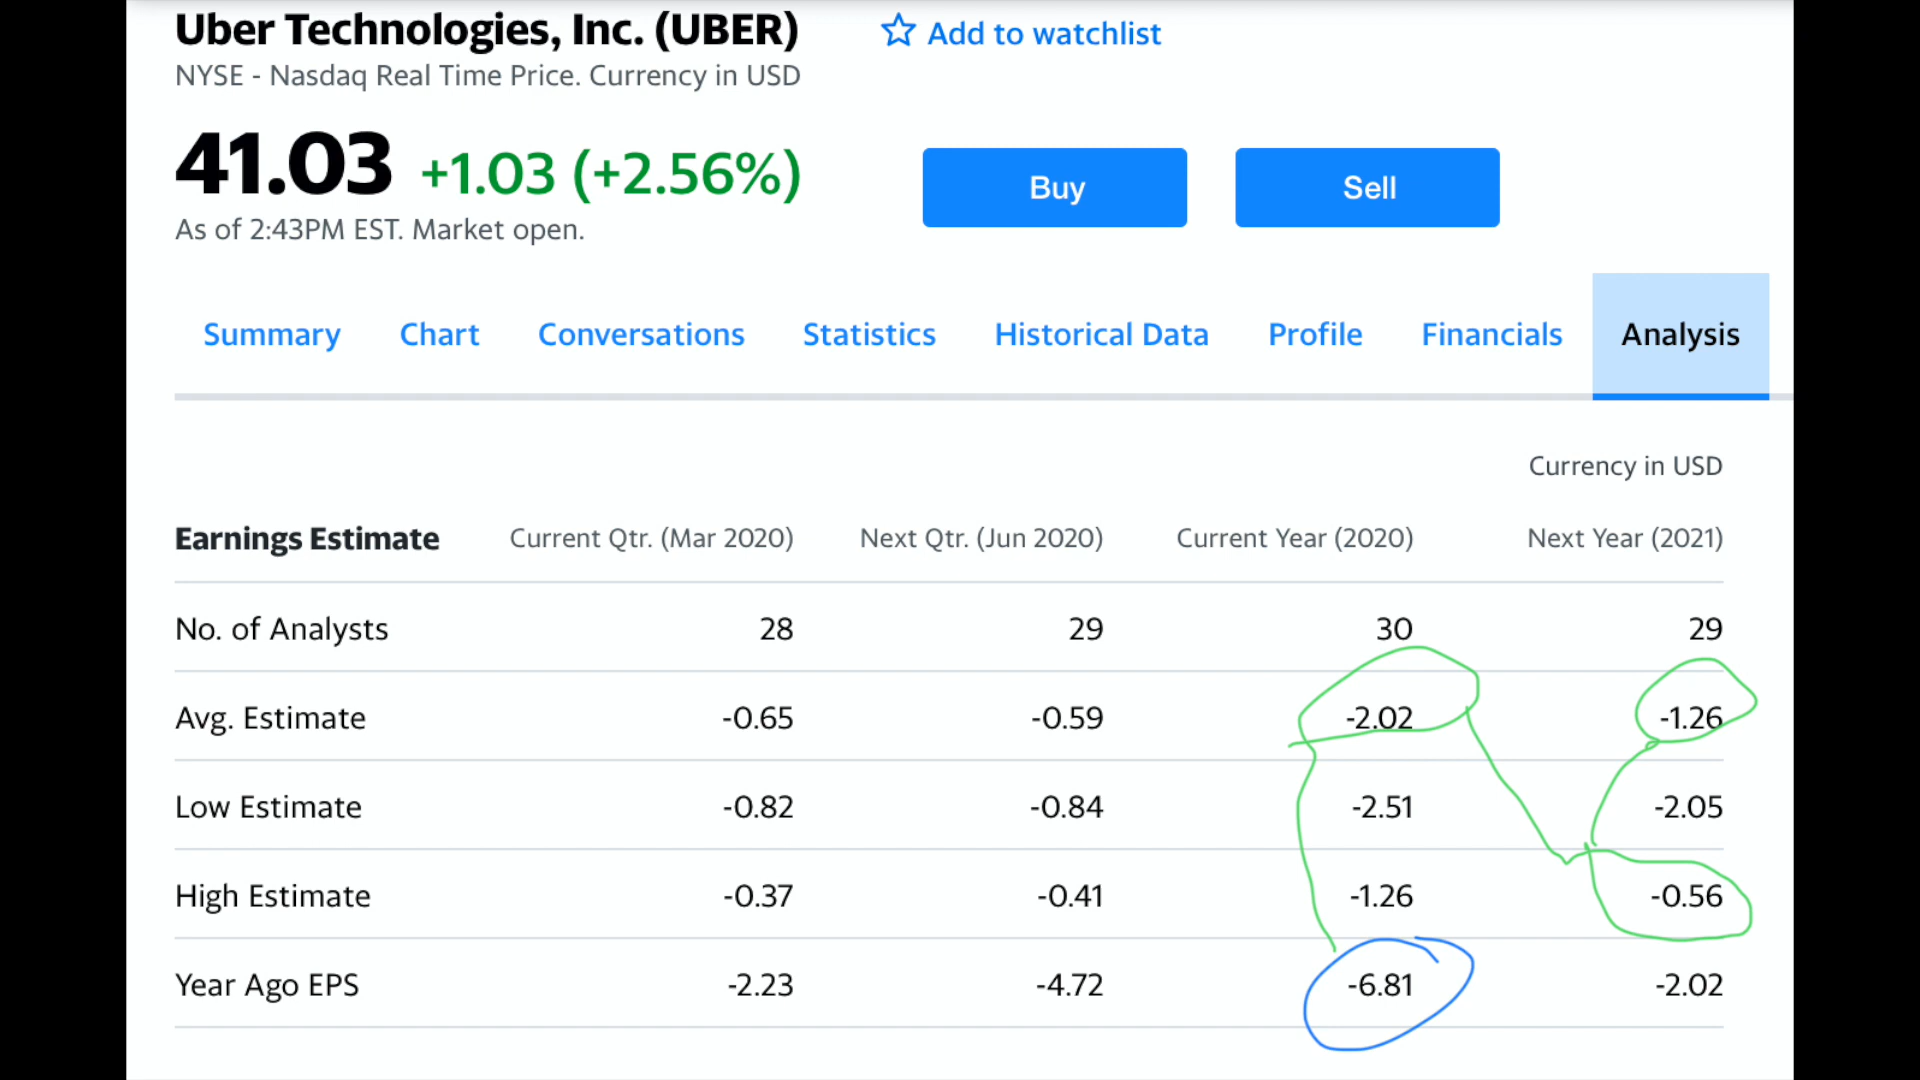 Uber Technologies, Inc. (UBER)
Add to watchlist
NYSE - Nasdaq Real Time Price. Currency in USD
41.03 +1.03 (+2.56%)
Buy
Sell
As of 2:43PM EST. Market open.
Summary Chart Conversations Statistics Historical Data Profile Financials Analysis
Currency in USD
Earnings Estimate Current Qtr. (Mar 2020) Next Qtr. (Jun 2020) Current Year (2020) Next Year (2021)
No. of Analysts 28 29 30 29
Avg. Estimate -0.65 -0.59 -2.02 -1.26
Low Estimate -0.82 -0.84 -2.51 -2.05
High Estimate -0.37 -0.41 -1.26 -0.56
Year Ago EPS -2.23 -4.72 -6.81 -2.02